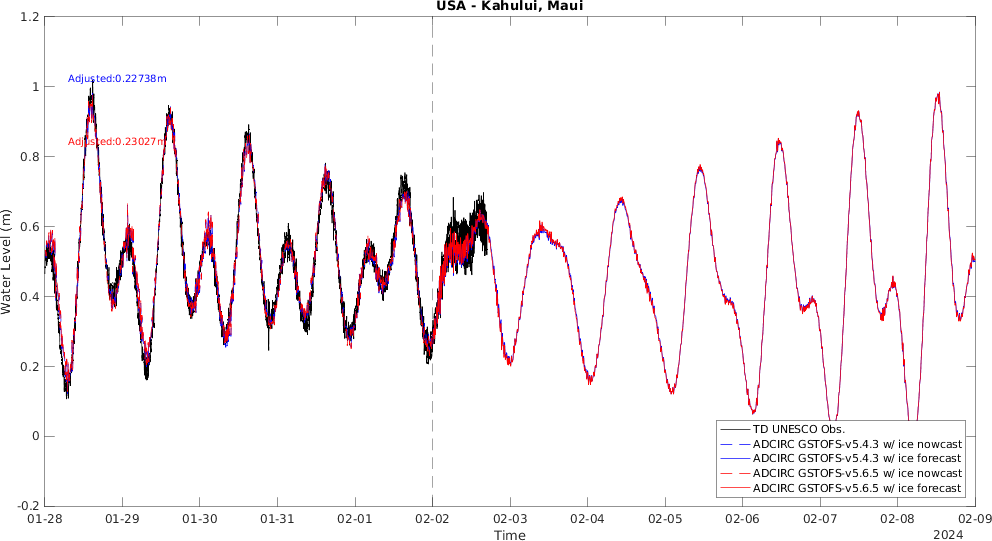 USA - Kahului, Maui
1.2
1
0.8
0.6
0.4
0.2
0
-0.2
Water Level (m)
Adjusted:0.22738m
Adjusted:0.23027m
TD UNESCO Obs.
ADCIRC GSTOFS-v5.4.3 w/ ice nowcast
ADCIRC GSTOFS-v5.4.3 w/ ice forecast
ADCIRC GSTOFS-v5.6.5 w/ ice nowcast
ADCIRC GSTOFS-v5.6.5 w/ ice forecast
01-28 01-29 01-30 01-31 02-01 02-02 02-03 02-04 02-05 02-06 02-07 02-08 02-09
Time
2024